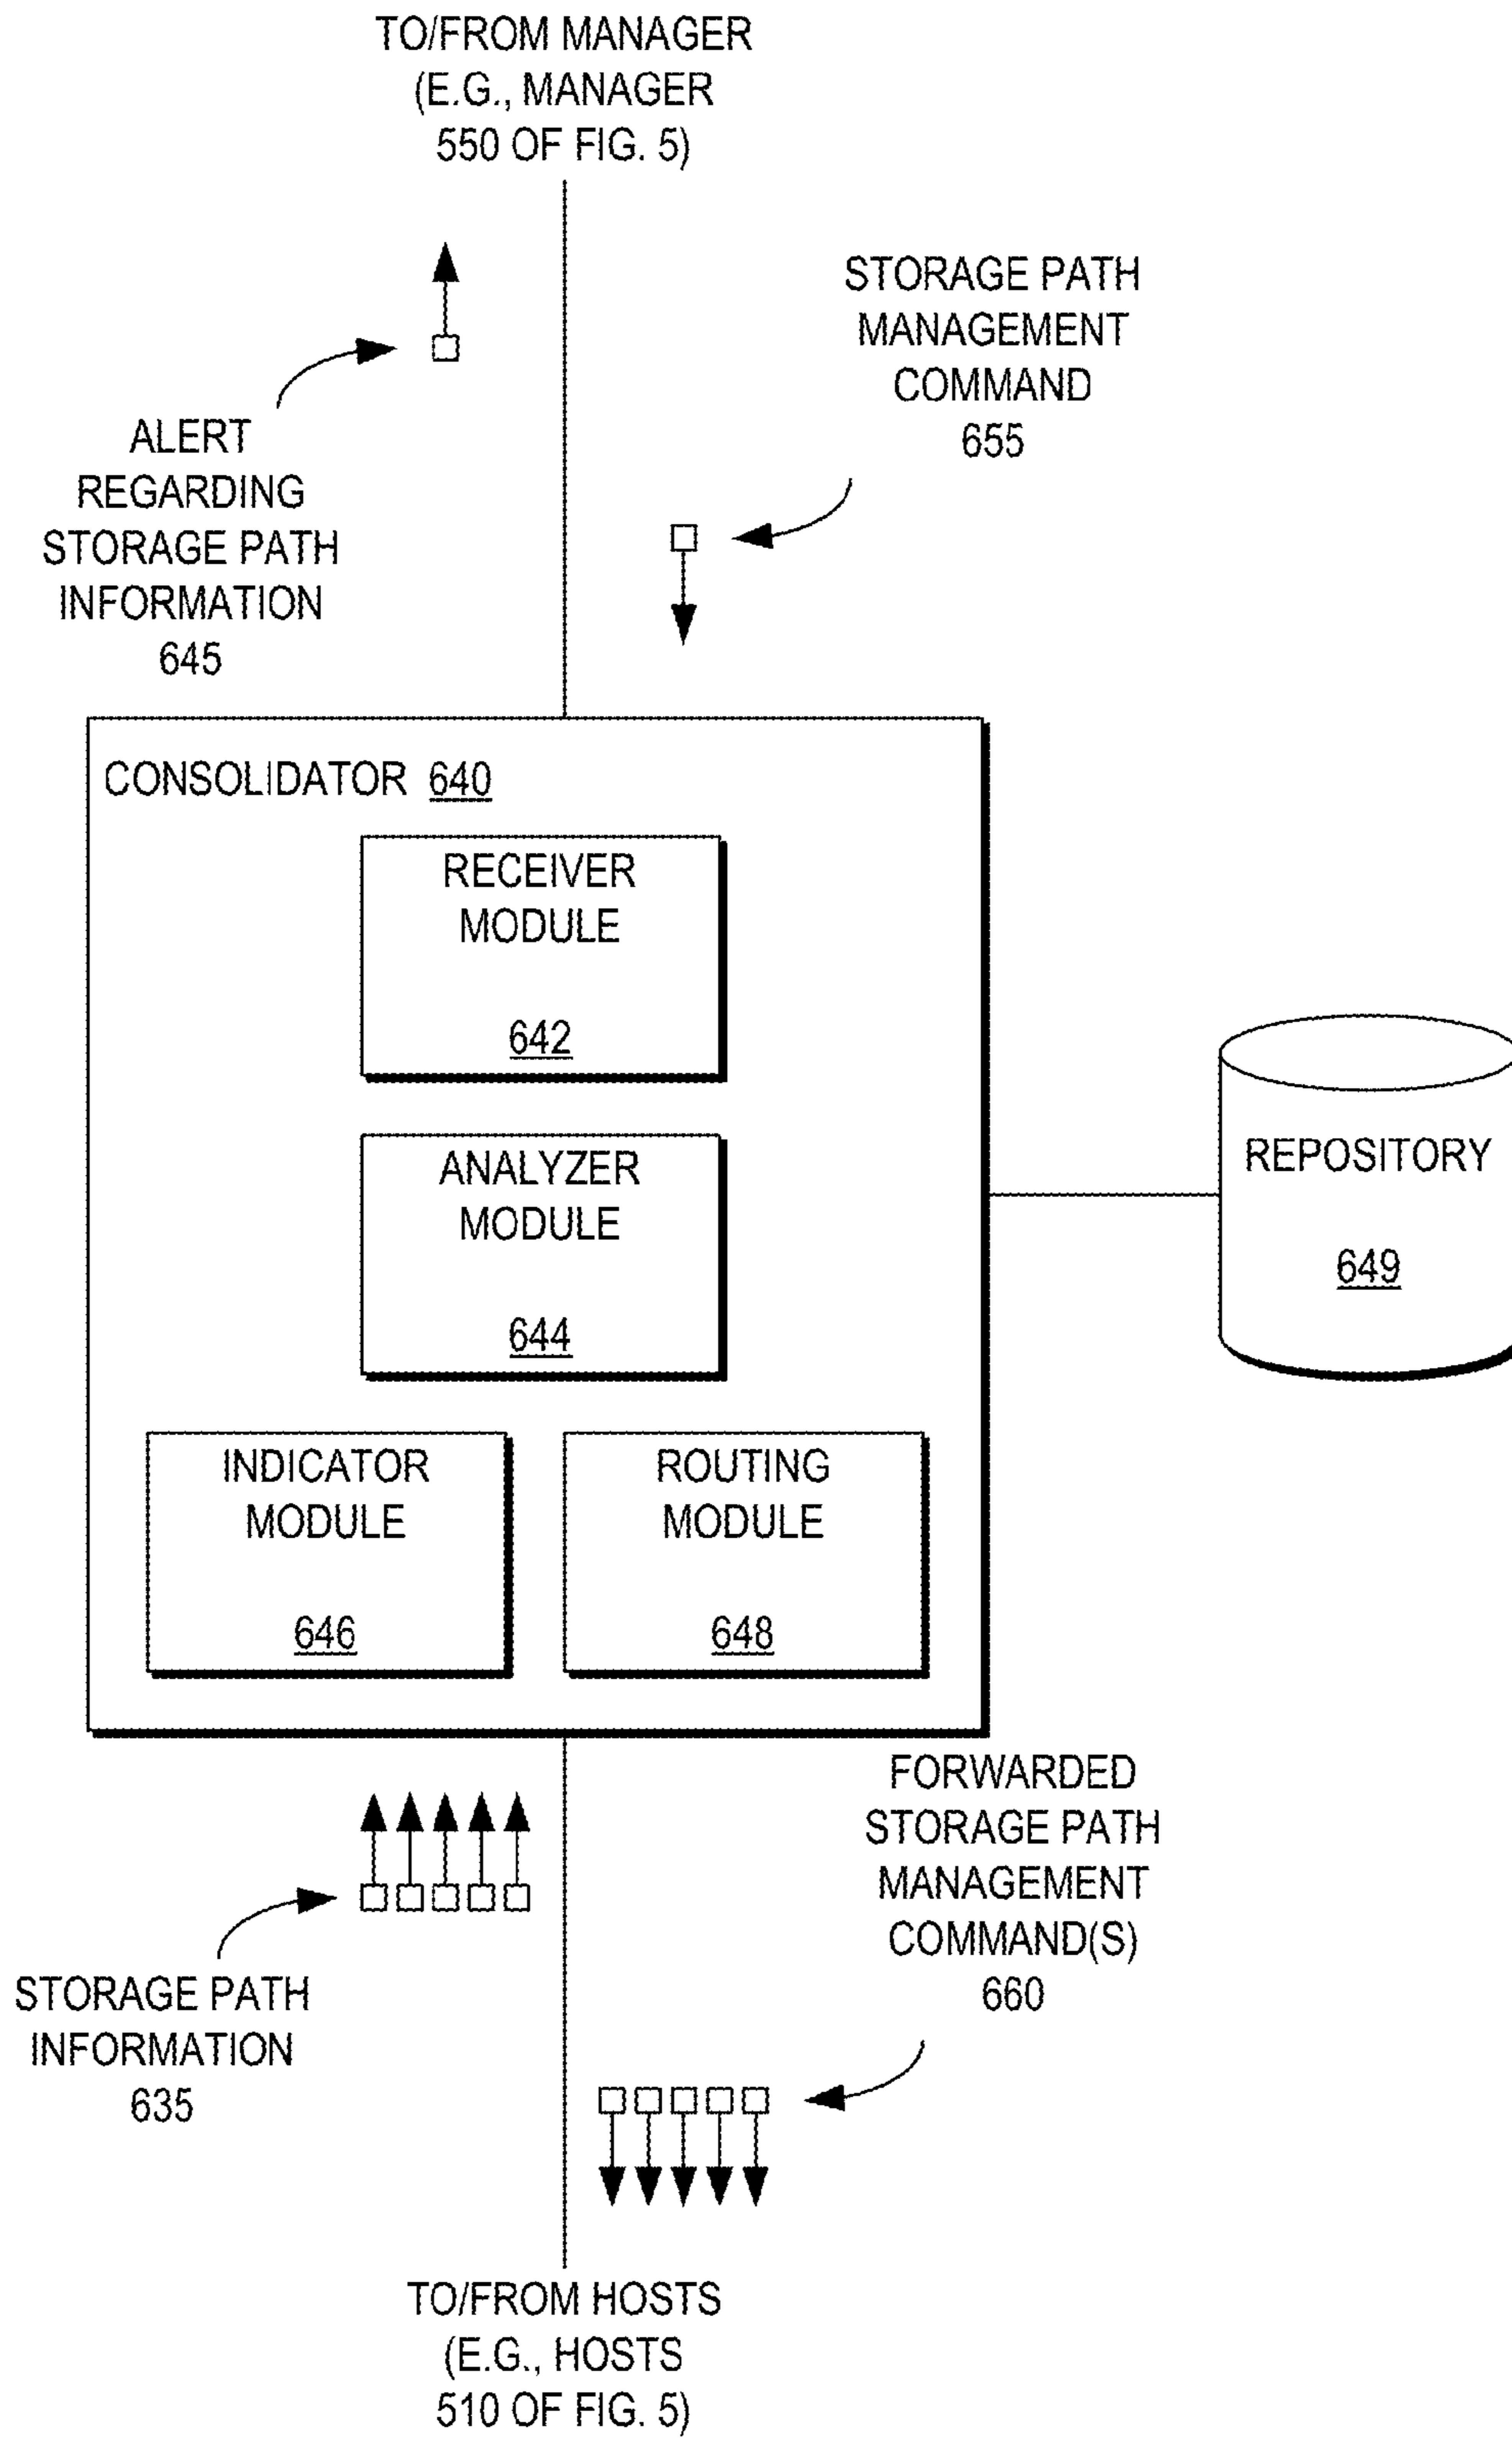 TO/FROM MANAGER
(E.G., MANAGER
550 OF FIG. 5)
STORAGE PATH
MANAGEMENT
COMMAND
655
ALERT
REGARDING
STORAGE PATH
INFORMATION
645
CONSOLIDATOR 640
RECEIVER
MODULE
642
ANALYZER
MODULE
644
REPOSITORY
649
INDICATOR
MODULE
646
ROUTING
MODULE
648
FORWARDED
STORAGE PATH
MANAGEMENT
COMMAND(S)
660
STORAGE PATH
INFORMATION
635
TO/FROM HOSTS
(E.G., HOSTS
510 OF FIG. 5)